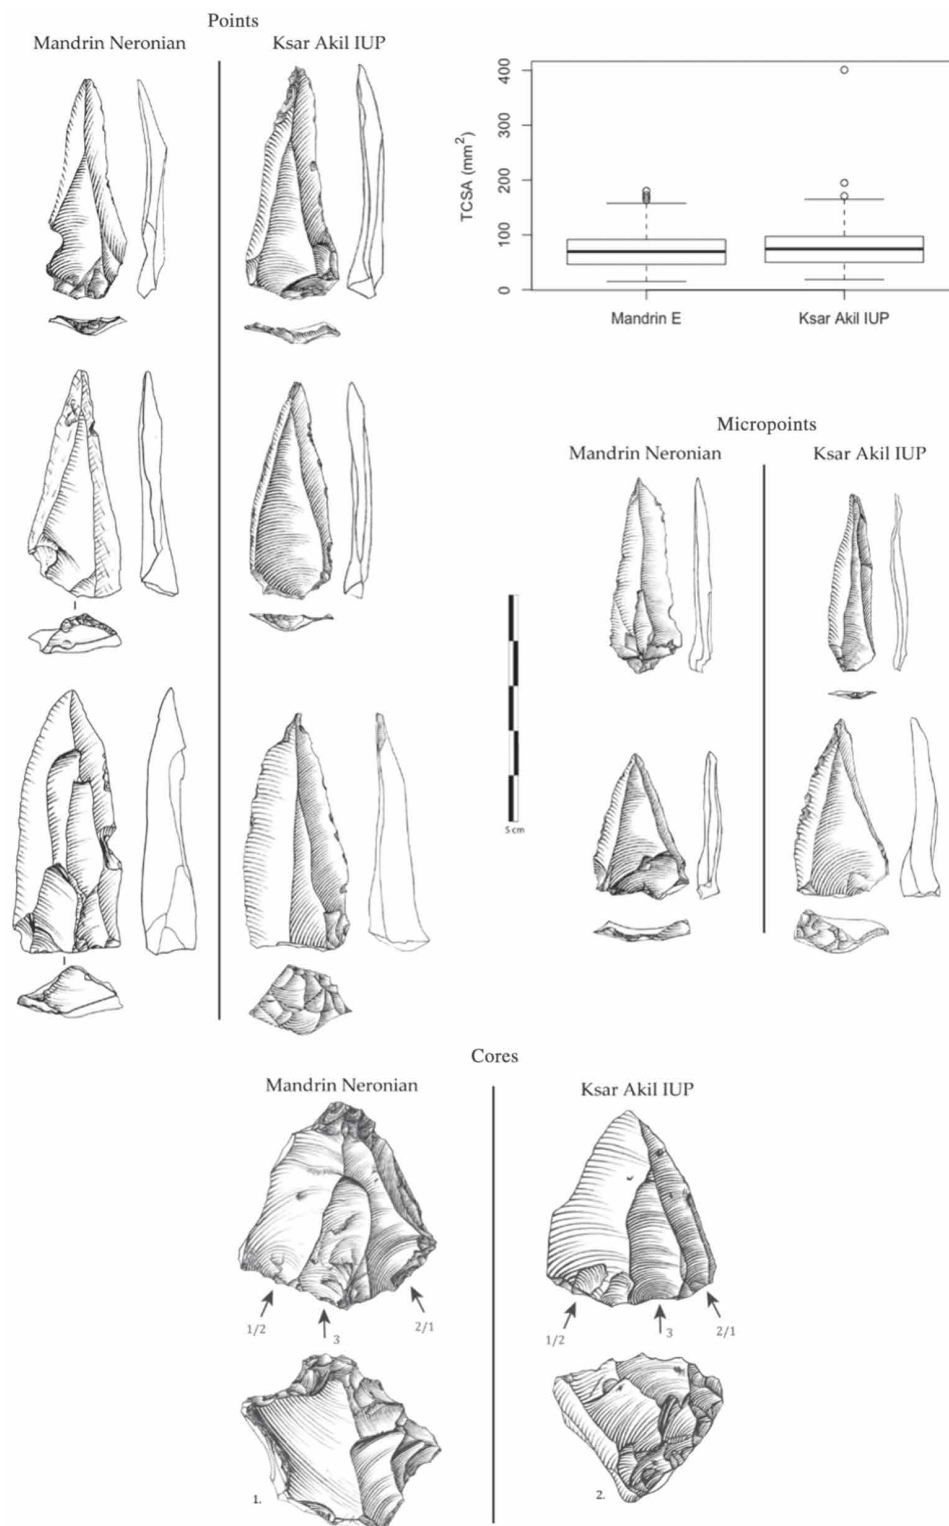 Points
Mandrin Neronian
Ksar Akil IUP
400
300
200
100
0
TCSA (mm²)
Mandrin E
Ksar Akil IUP
Micropoints
Mandrin Neronian
Ksar Akil IUP
5 cm
Cores
Mandrin Neronian
Ksar Akil IUP
1/2
3
2/1
1/2
3
2/1
1.
2.